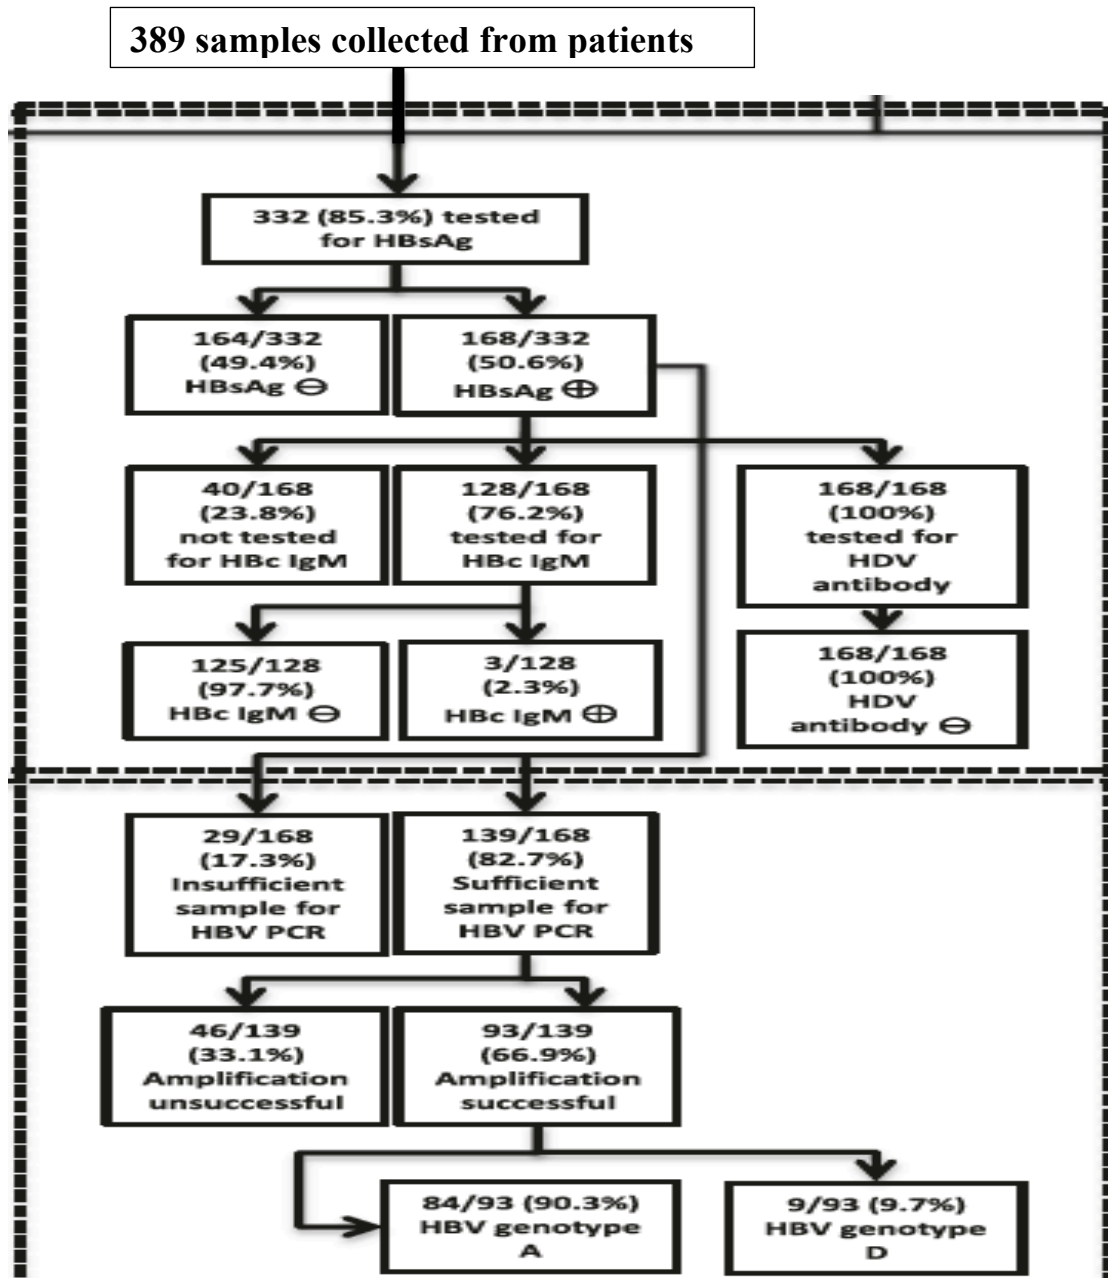 389 samples collected from patients
332 (85.3%) tested
for HBsAg
164/332
(49.4%)
HBsAg ⊖
168/332
(50.6%)
HBsAg ⊕
40/168
(23.8%)
not tested
for HBc IgM
128/168
(76.2%)
tested for
HBc IgM
168/168
(100%)
tested for
HDV
antibody
125/128
(97.7%)
HBc IgM ⊖
3/128
(2.3%)
HBc IgM ⊕
168/168
(100%)
HDV
antibody ⊖
29/168
(17.3%)
Insufficient
sample for
HBV PCR
139/168
(82.7%)
Sufficient
sample for
HBV PCR
46/139
(33.1%)
Amplification
unsuccessful
93/139
(66.9%)
Amplification
successful
84/93 (90.3%)
HBV genotype
A
9/93 (9.7%)
HBV genotype
D